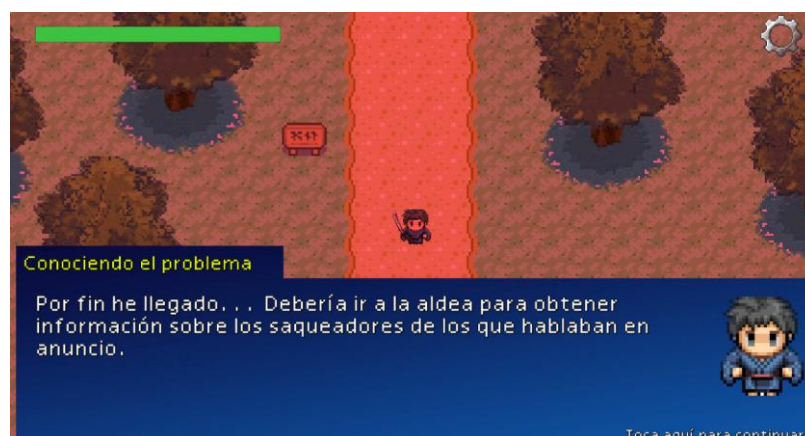 Conociendo el problema
Por fin he llegado. . . Debería ir a la aldea para obtener
información sobre los saqueadores de los que hablaban en
anuncio.
Toca aquí para continuar